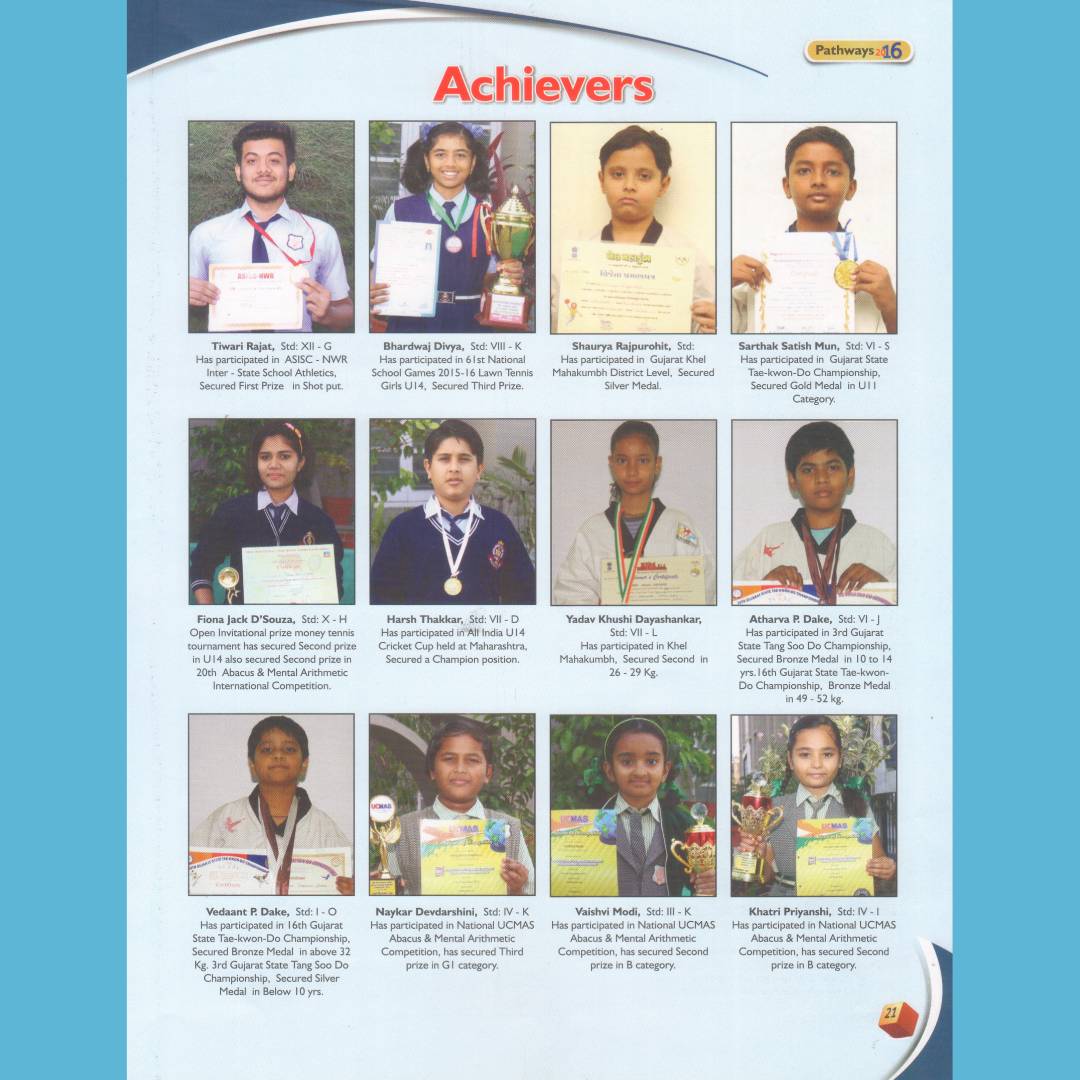 Pathways 2016
Achievers
ASISC-NWR
ખેલ મહાકુંભ
વિજેતા પ્રમાણપત્ર
Tiwari Rajat, Std: XII - G
Has participated in ASISC - NWR
Inter - State School Athletics,
Secured First Prize in Shot put.
Bhardwaj Divya, Std: VIII - K
Has participated in 61st National
School Games 2015-16 Lawn Tennis
Girls U14, Secured Third Prize.
Shaurya Rajpurohit, Std:
Has participated in Gujarat Khel
Mahakumbh District Level, Secured
Silver Medal.
Sarthak Satish Mun, Std: VI - S
Has participated in Gujarat State
Tae-kwon-Do Championship,
Secured Gold Medal in U11
Category.
Fiona Jack D'Souza, Std: X - H
Open Invitational prize money tennis
tournament has secured Second prize
in U14 also secured Second prize in
20th Abacus & Mental Arithmetic
International Competition.
Harsh Thakkar, Std: VII - D
Has participated in All India U14
Cricket Cup held at Maharashtra,
Secured a Champion position.
Yadav Khushi Dayashankar,
Std: VII - L
Has participated in Khel
Mahakumbh, Secured Second in
26 - 29 Kg.
Atharva P. Dake, Std: VI - J
Has participated in 3rd Gujarat
State Tang Soo Do Championship,
Secured Bronze Medal in 10 to 14
yrs.16th Gujarat State Tae-kwon-
Do Championship, Bronze Medal
in 49 - 52 kg.
UCMAS
UCMAS
UCMAS
UCMAS
Vedaant P. Dake, Std: I - O
Has participated in 16th Gujarat
State Tae-kwon-Do Championship,
Secured Bronze Medal in above 32
Kg. 3rd Gujarat State Tang Soo Do
Championship, Secured Silver
Medal in Below 10 yrs.
Naykar Devdarshini, Std: IV - K
Has participated in National UCMAS
Abacus & Mental Arithmetic
Competition, has secured Third
prize in G1 category.
Vaishvi Modi, Std: III - K
Has participated in National UCMAS
Abacus & Mental Arithmetic
Competition, has secured Second
prize in B category.
Khatri Priyanshi, Std: IV - I
Has participated in National UCMAS
Abacus & Mental Arithmetic
Competition, has secured Second
prize in B category.
21